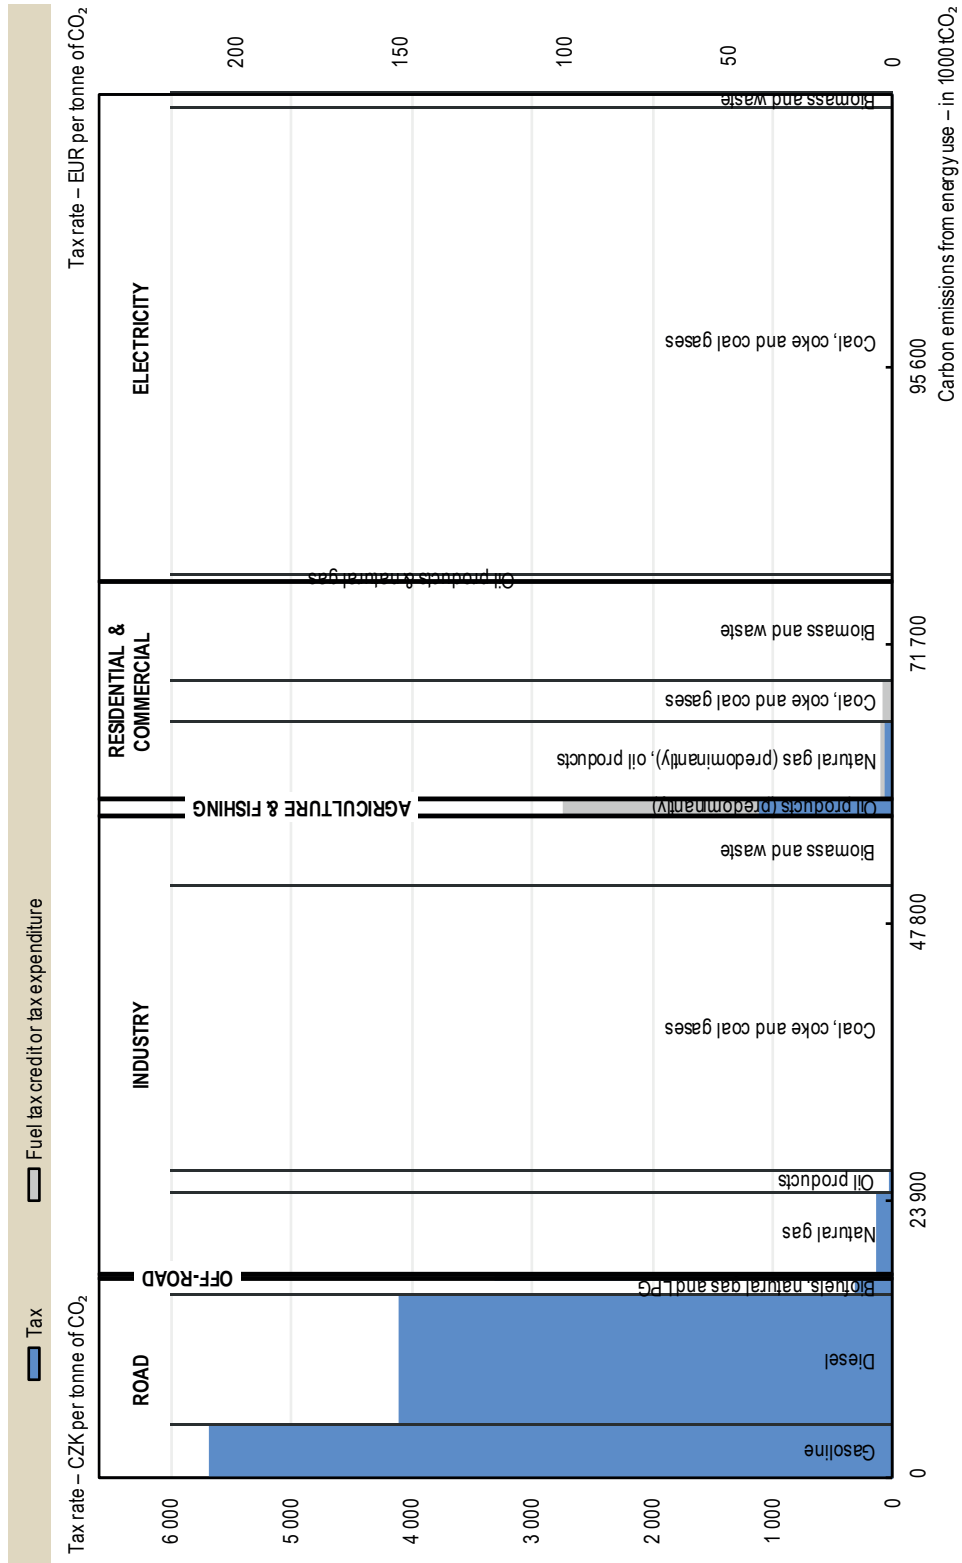 Tax
Fuel tax credit or tax expenditure
Tax rate – CZK per tonne of CO₂
Tax rate – EUR per tonne of CO₂
ROAD
OFF-ROAD
INDUSTRY
AGRICULTURE & FISHING
RESIDENTIAL &
COMMERCIAL
ELECTRICITY
6 000
5 000
4 000
3 000
2 000
1 000
0
200
150
100
50
0
Gasoline
Diesel
Biofuels, natural gas and LPG
Natural gas
Oil products
Coal, coke and coal gases
Biomass and waste
Oil products (predominantly)
Natural gas (predominantly), oil products
Coal, coke and coal gases
Biomass and waste
Oil products & natural gas
Coal, coke and coal gases
Biomass and waste
0
23 900
47 800
71 700
95 600
Carbon emissions from energy use – in 1000 tCO₂